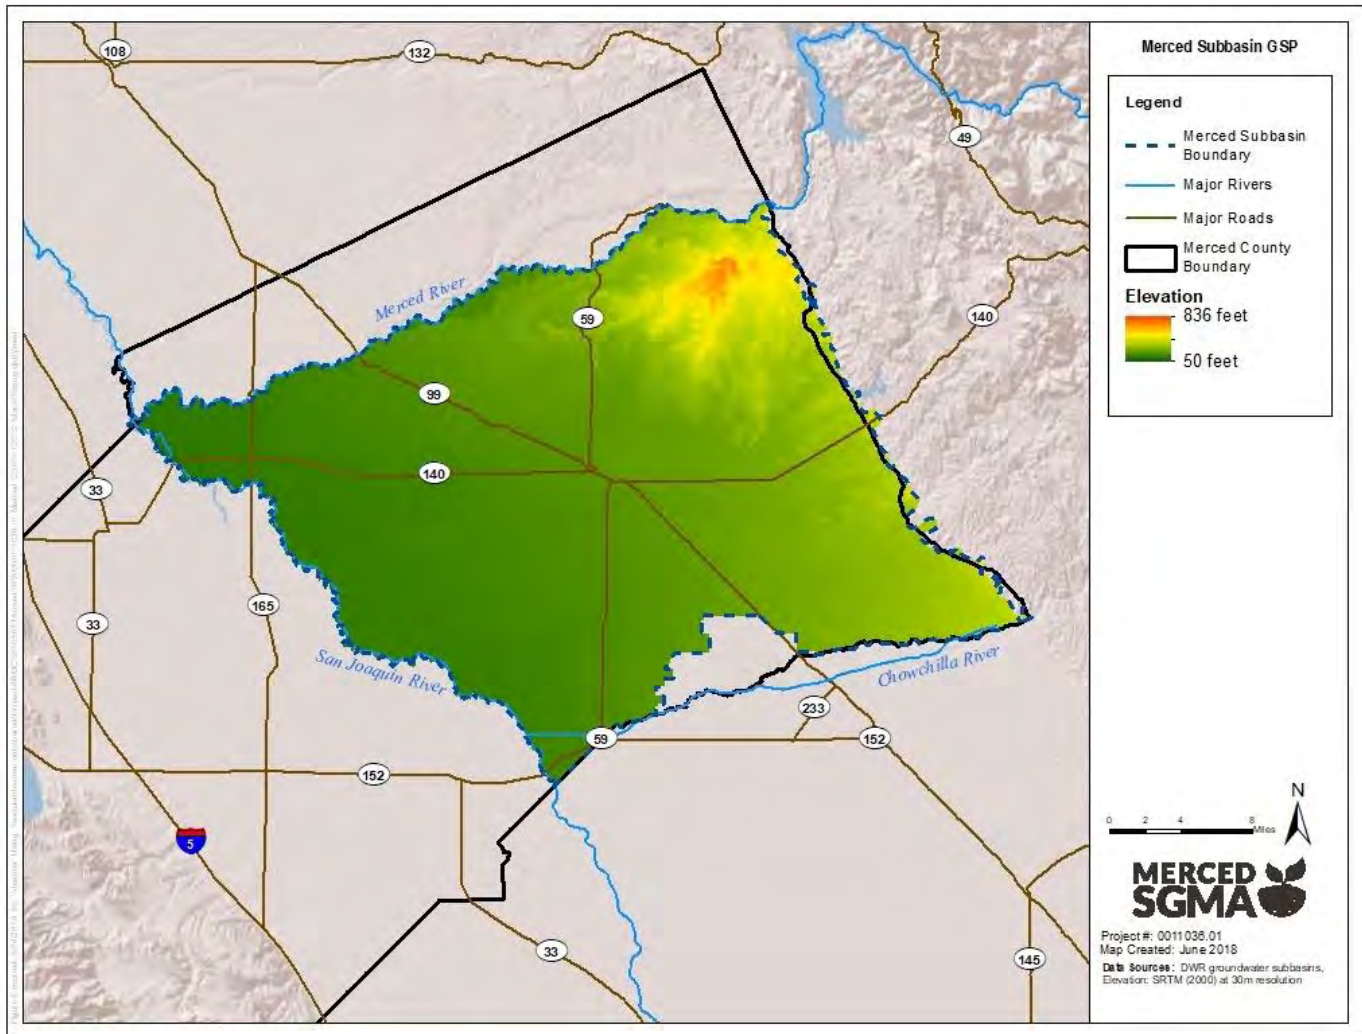 Merced Subbasin GSP
Legend
Merced Subbasin
Boundary
Major Rivers
Major Roads
Merced County
Boundary
Elevation
836 feet
50 feet
108
132
49
Merced River
59
140
99
140
33
165
33
San Joaquin River
Chowchilla River
233
59
152
152
5
33
145
N
0 2 4 8
Miles
MERCED
SGMA
Project #: 0011036.01
Map Created: June 2018
Data Sources: DWR groundwater subbasins,
Elevation: SRTM (2000) at 30m resolution